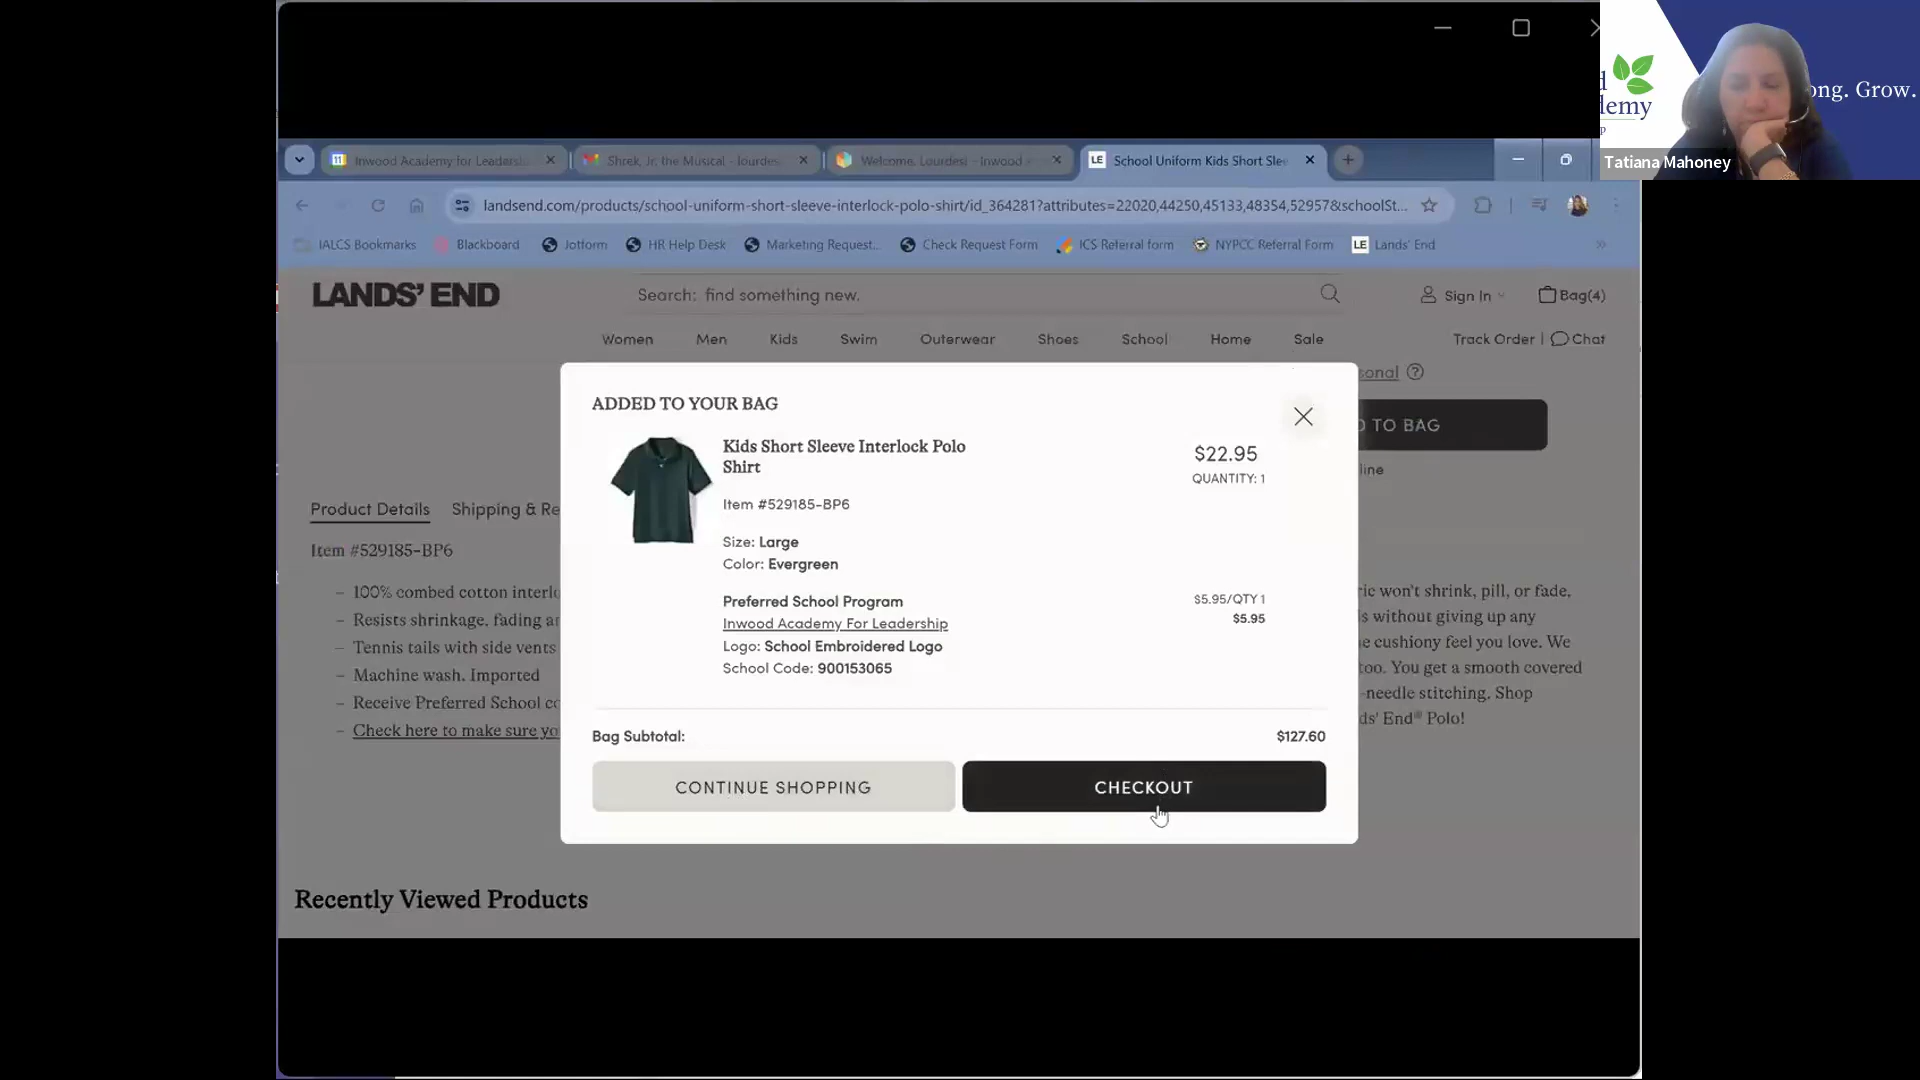 demy
ong. Grow.
Tatiana Mahoney
Inwood Academy for Leadersh
Shrek, Jr. the Musical - lourdes
Welcome, Lourdes! - Inwood
LE School Uniform Kids Short Slee
landsend.com/products/school-uniform-short-sleeve-interlock-polo-shirt/id_364281?attributes=22020,44250,45133,48354,52957&schoolSt...
IALCS Bookmarks
Blackboard
Jotform
HR Help Desk
Marketing Request...
Check Request Form
ICS Referral form
NYPCC Referral Form
LE Lands' End
LANDS' END
Search: find something new.
Sign In
Bag(4)
Women
Men
Kids
Swim
Outerwear
Shoes
School
Home
Sale
Track Order |
Chat
sonal
TO BAG
line
ADDED TO YOUR BAG
Kids Short Sleeve Interlock Polo
Shirt
$22.95
QUANTITY: 1
Item #529185-BP6
Size: Large
Color: Evergreen
Preferred School Program
$5.95/QTY 1
Inwood Academy For Leadership
$5.95
Logo: School Embroidered Logo
School Code: 900153065
Bag Subtotal:
$127.60
CONTINUE SHOPPING
CHECKOUT
Product Details
Shipping & Re
Item #529185-BP6
– 100% combed cotton interlo
– Resists shrinkage, fading an
– Tennis tails with side vents
– Machine wash. Imported
– Receive Preferred School co
– Check here to make sure yo
ric won't shrink, pill, or fade,
s without giving up any
e cushiony feel you love. We
too. You get a smooth covered
-needle stitching. Shop
ds' End® Polo!
Recently Viewed Products